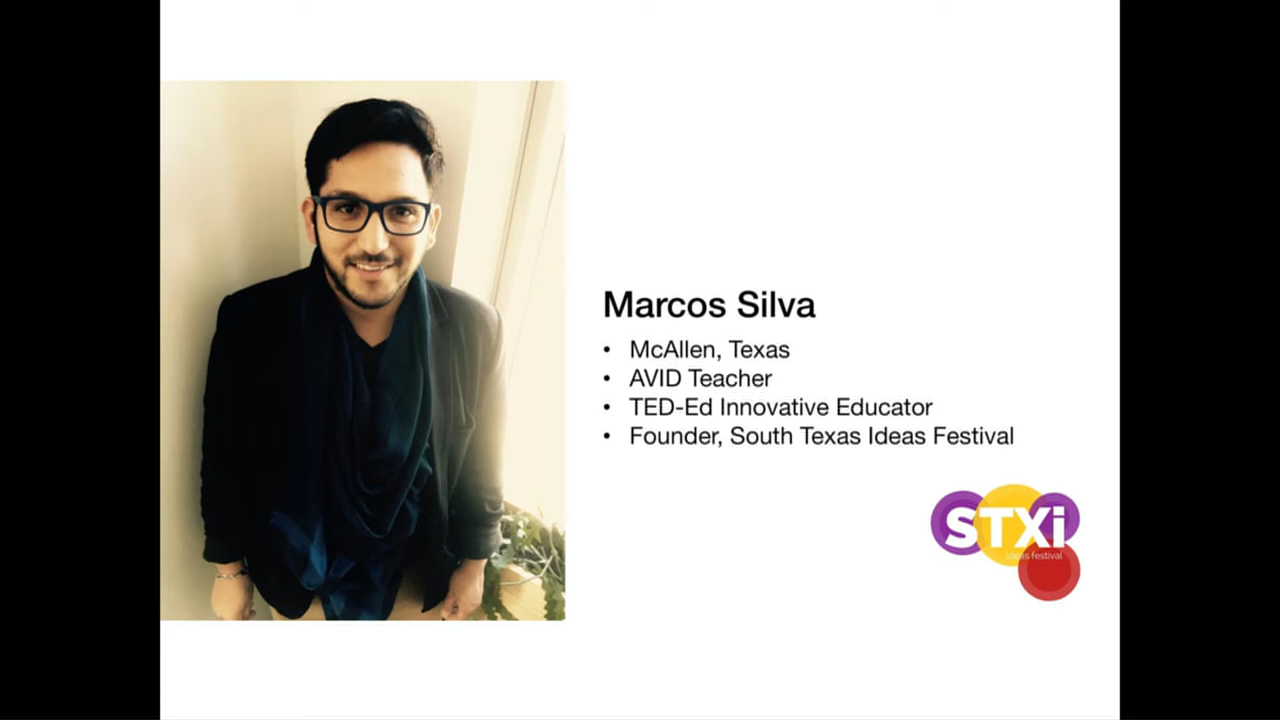 Marcos Silva
• McAllen, Texas
• AVID Teacher
• TED-Ed Innovative Educator
• Founder, South Texas Ideas Festival
STXi
ideas festival